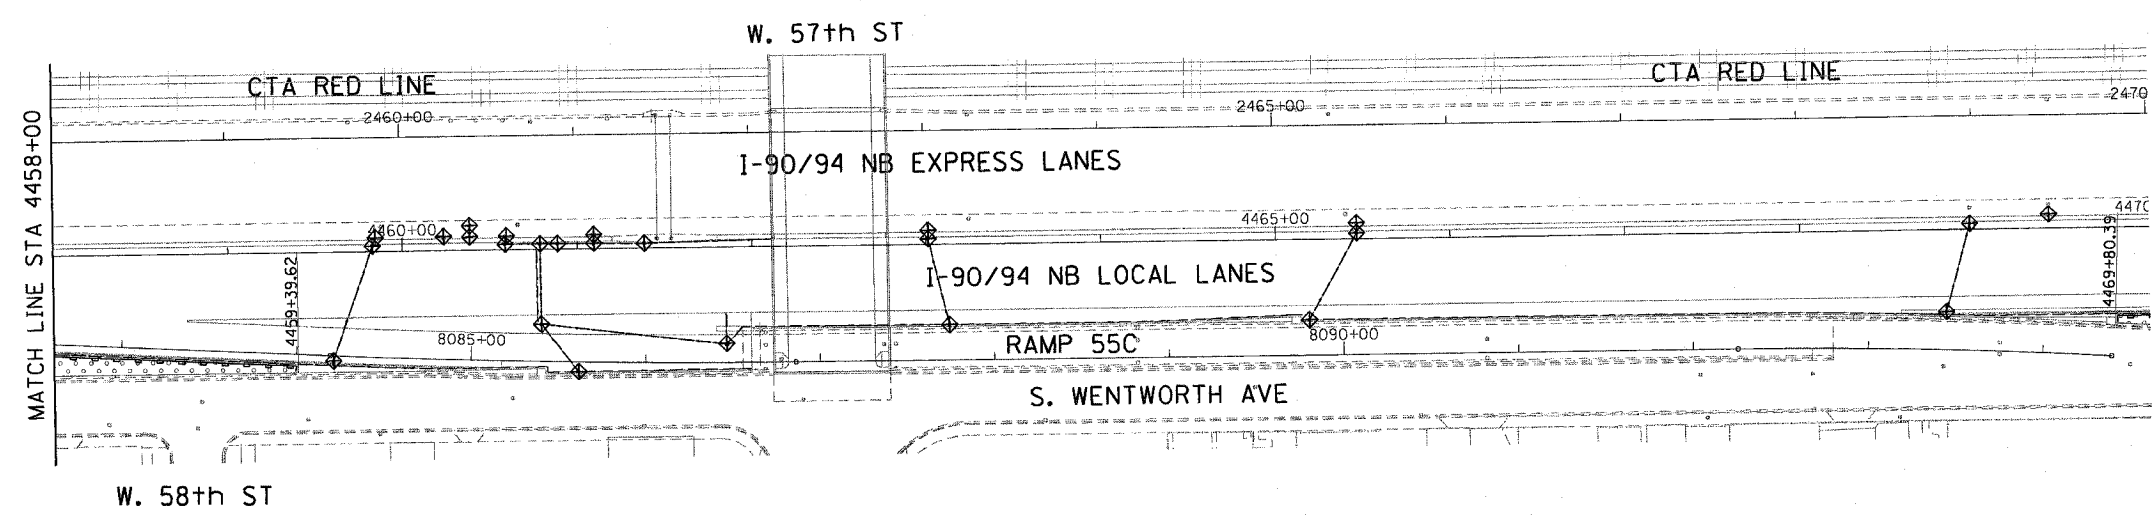 W. 57th ST
CTA RED LINE
CTA RED LINE
2460+00
2465+00
2470
I-90/94 NB EXPRESS LANES
MATCH LINE STA 4458+00
4460+00
4465+00
4470
4459+39.62
I-90/94 NB LOCAL LANES
4469+80.39
8085+00
RAMP 55C
8090+00
S. WENTWORTH AVE
W. 58th ST